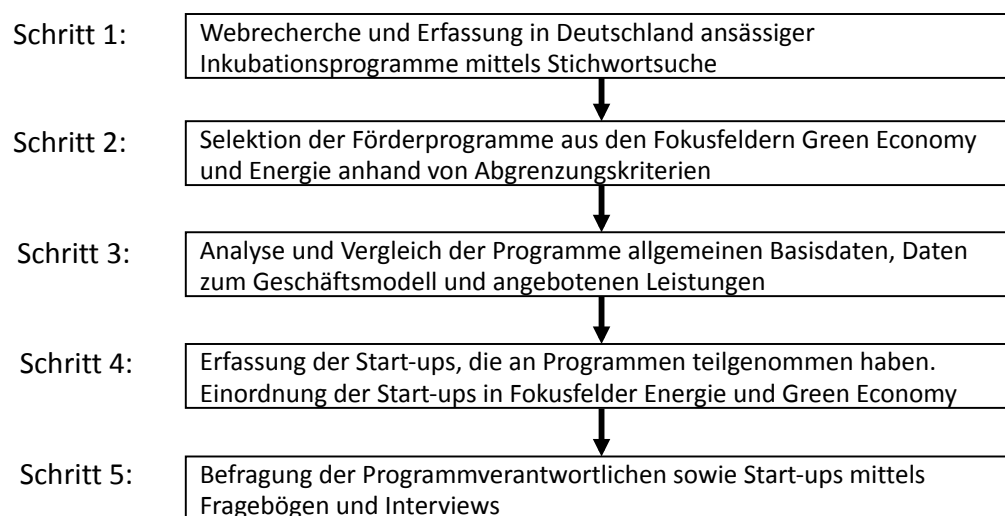 Schritt 1:
Webrecherche und Erfassung in Deutschland ansässiger
Inkubationsprogramme mittels Stichwortsuche
Schritt 2:
Selektion der Förderprogramme aus den Fokusfeldern Green Economy
und Energie anhand von Abgrenzungskriterien
Schritt 3:
Analyse und Vergleich der Programme allgemeinen Basisdaten, Daten
zum Geschäftsmodell und angebotenen Leistungen
Schritt 4:
Erfassung der Start-ups, die an Programmen teilgenommen haben.
Einordnung der Start-ups in Fokusfelder Energie und Green Economy
Schritt 5:
Befragung der Programmverantwortlichen sowie Start-ups mittels
Fragebögen und Interviews